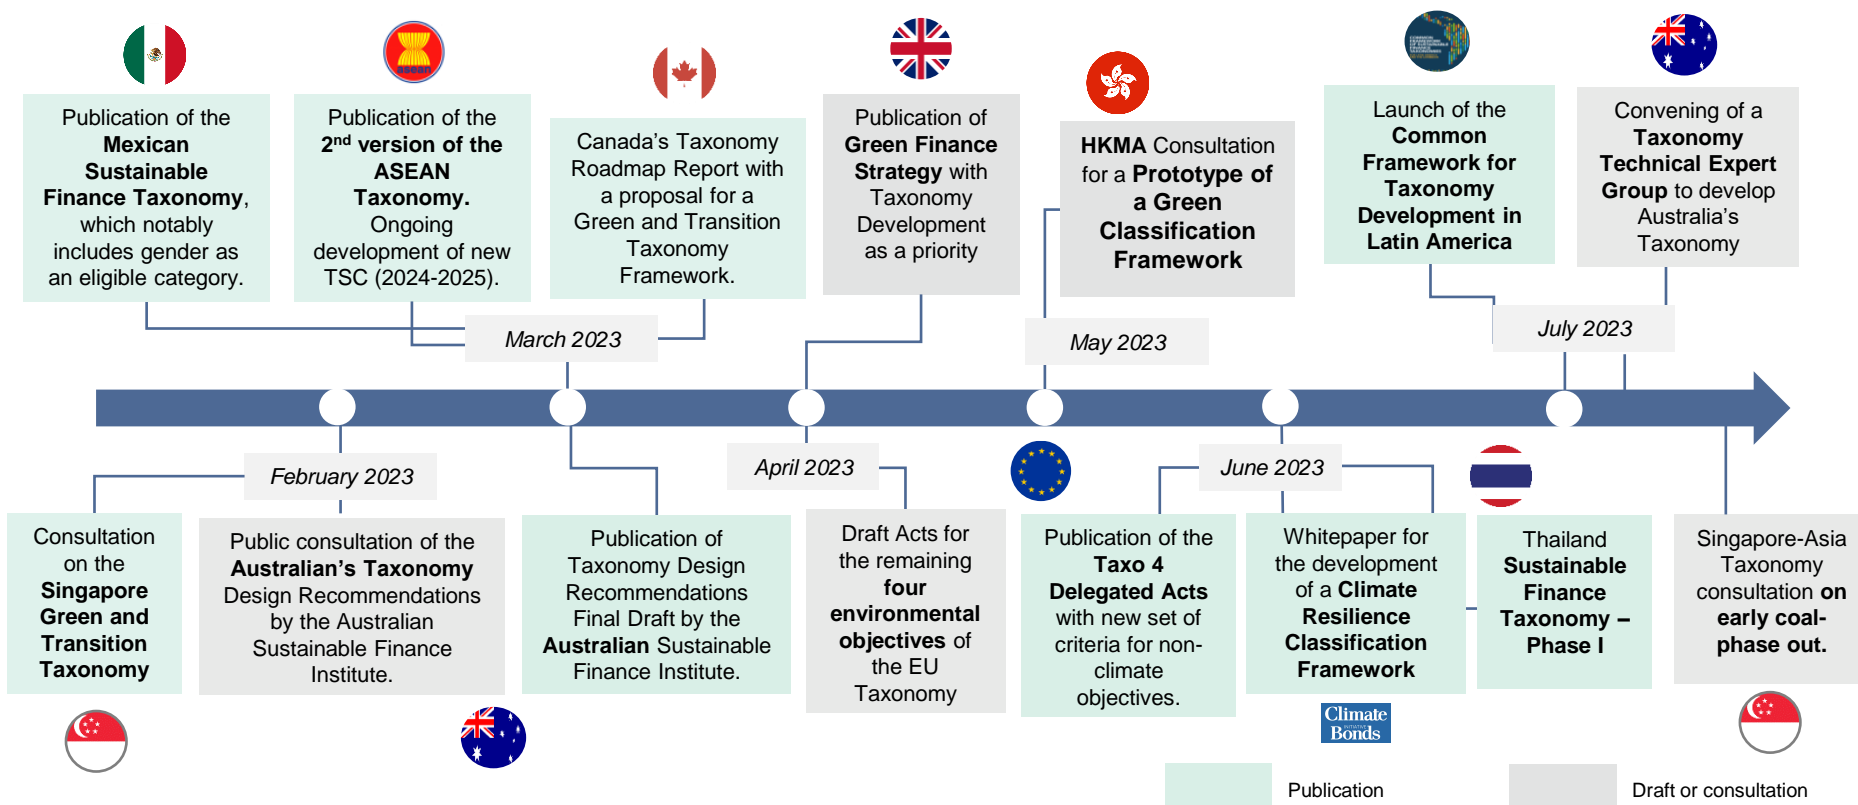 asean
Publication of the
Mexican
Sustainable
Finance Taxonomy,
which notably
includes gender as
an eligible category.
Publication of the
2nd version of the
ASEAN
Taxonomy.
Ongoing
development of new
TSC (2024-2025).
Canada's Taxonomy
Roadmap Report with
a proposal for a
Green and Transition
Taxonomy
Framework.
Publication of
Green Finance
Strategy with
Taxonomy
Development
as a priority
HKMA Consultation
for a Prototype of
a Green
Classification
Framework
Launch of the
Common
Framework for
Taxonomy
Development in
Latin America
Convening of a
Taxonomy
Technical Expert
Group to develop
Australia's
Taxonomy
March 2023
May 2023
July 2023
February 2023
April 2023
June 2023
Consultation
on the
Singapore
Green and
Transition
Taxonomy
Public consultation of the
Australian's Taxonomy
Design Recommendations
by the Australian
Sustainable Finance
Institute.
Publication of
Taxonomy Design
Recommendations
Final Draft by the
Australian Sustainable
Finance Institute.
Draft Acts for
the remaining
four
environmental
objectives of
the EU
Taxonomy
Publication of the
Taxo 4
Delegated Acts
with new set of
criteria for non-
climate
objectives.
Whitepaper for
the development
of a Climate
Resilience
Classification
Framework
Thailand
Sustainable
Finance
Taxonomy –
Phase I
Singapore-Asia
Taxonomy
consultation on
early coal-
phase out.
Climate
INITIATIVE
Bonds
Publication
Draft or consultation